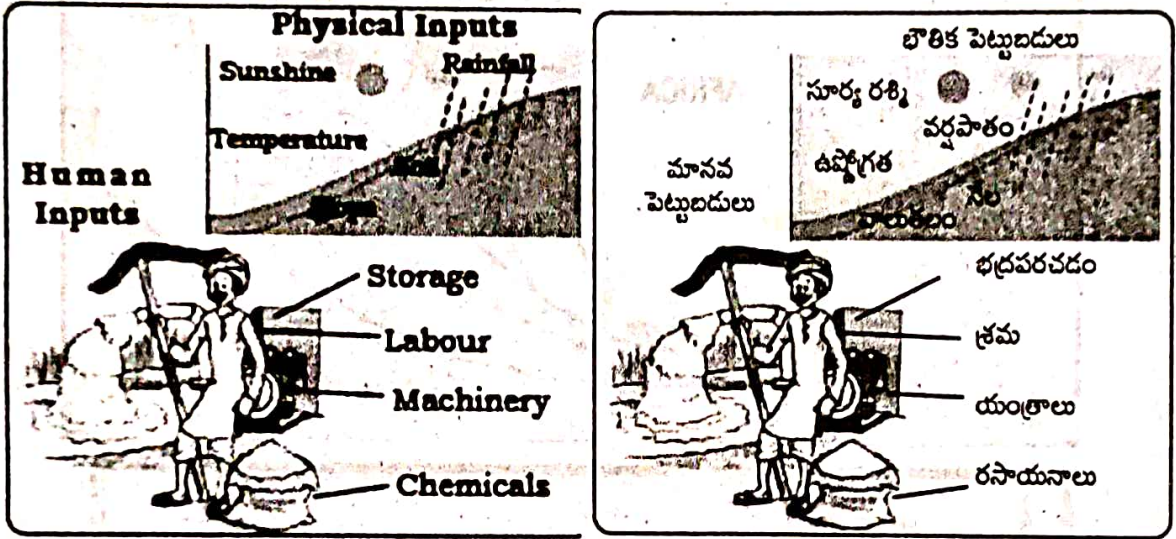 Physical Inputs
Sunshine
Rainfall
Temperature
Soil
Slope
Human
Inputs
Storage
Labour
Machinery
Chemicals
భౌతిక పెట్టుబడులు
సూర్య రశ్మి
వర్షపాతం
ఉష్ణోగ్రత
నేల
వాలుతలం
మానవ
పెట్టుబడులు
భద్రపరచడం
శ్రమ
యంత్రాలు
రసాయనాలు